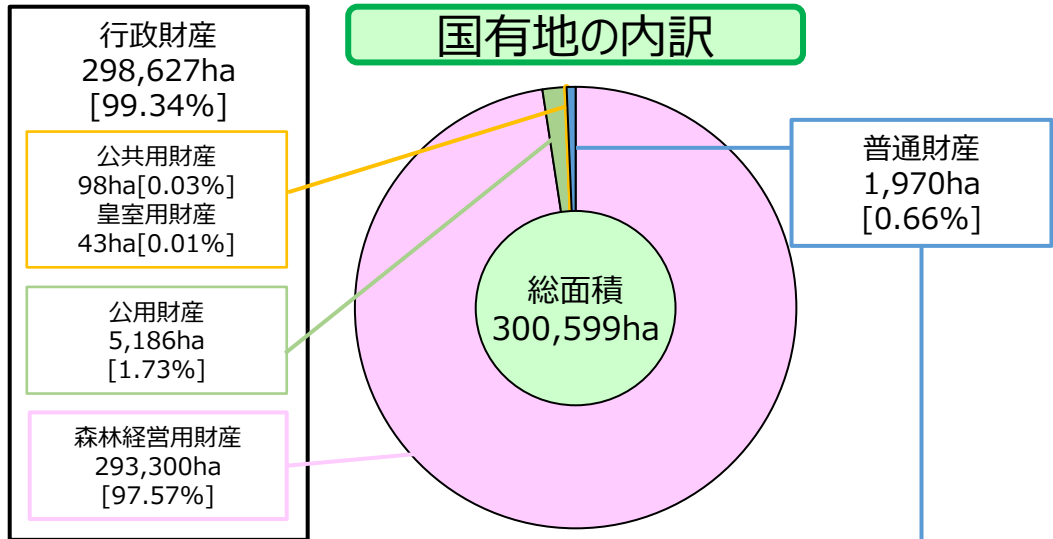 国有地の内訳
行政財産
298,627ha
[99.34%]
公共用財産
98ha[0.03%]
皇室用財産
43ha[0.01%]
公用財産
5,186ha
[1.73%]
森林経営用財産
293,300ha
[97.57%]
総面積
300,599ha
普通財産
1,970ha
[0.66%]